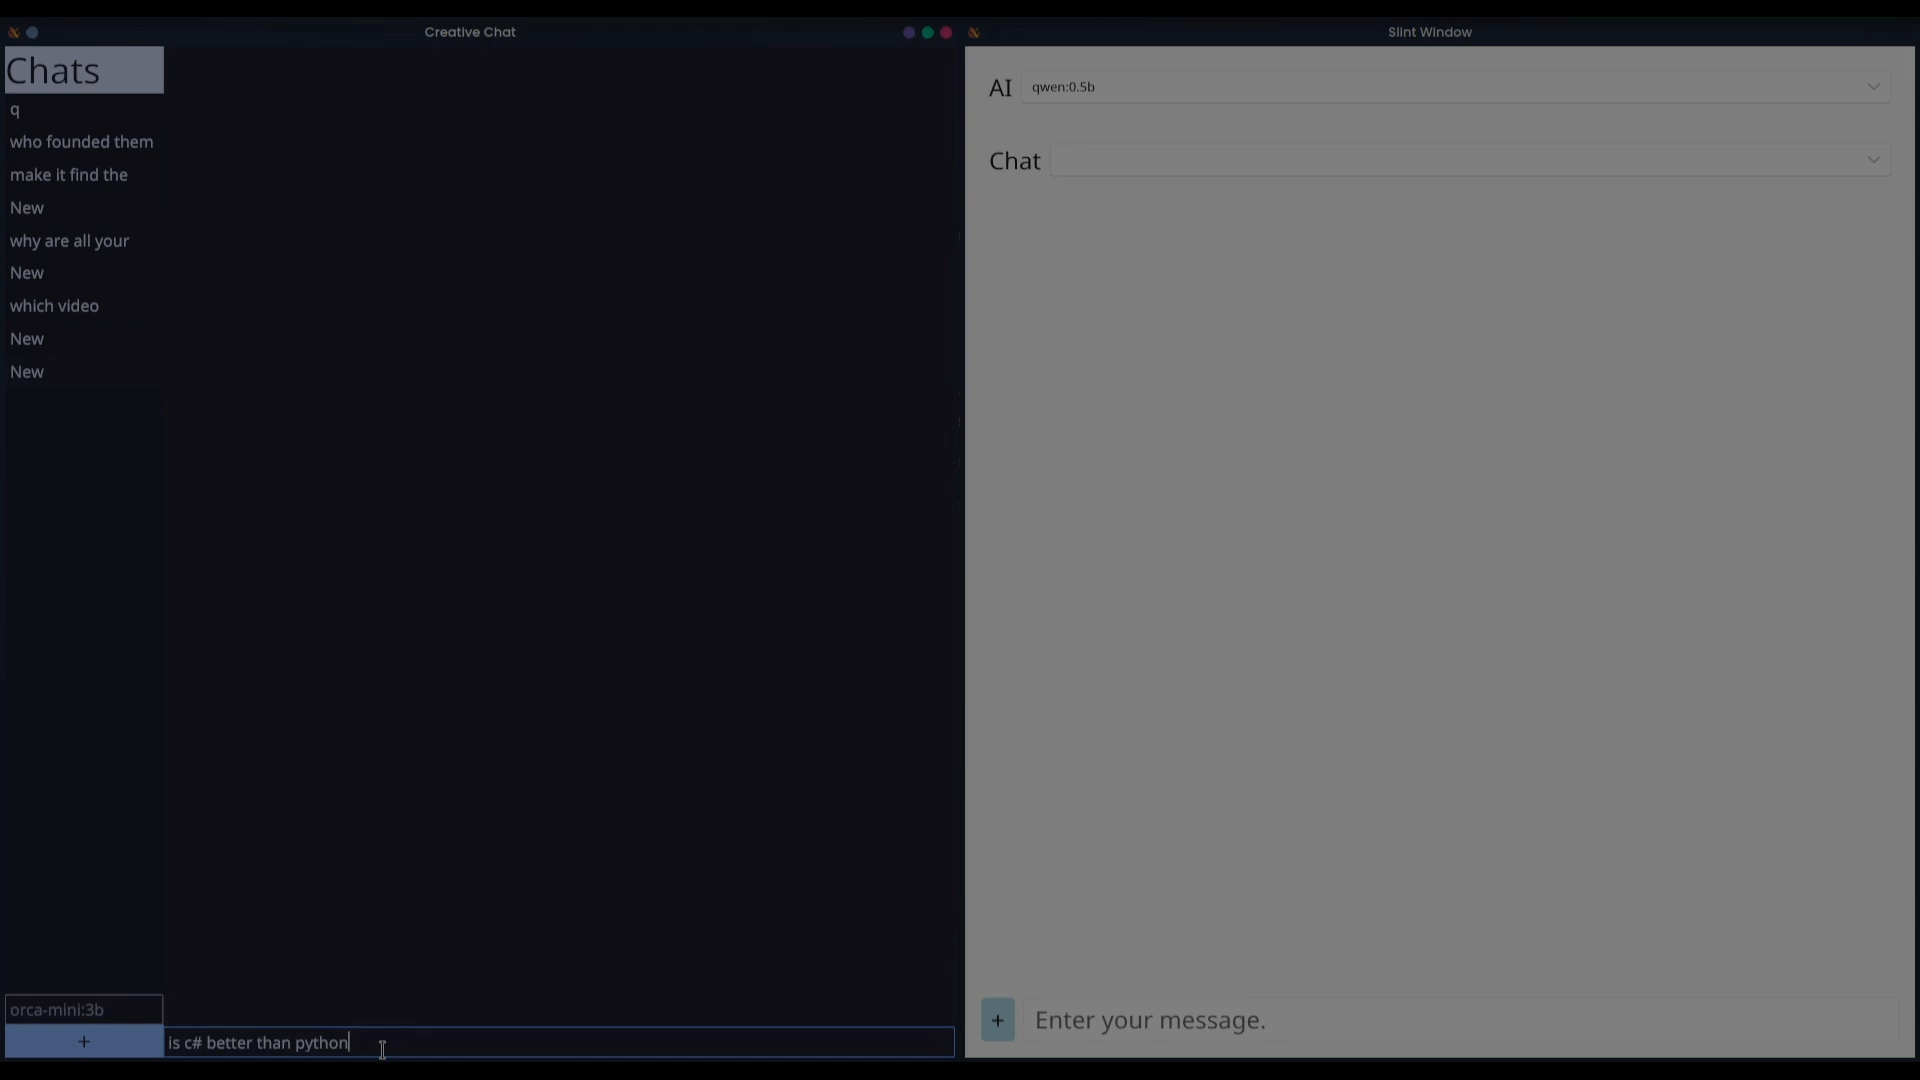 Creative Chat
Chats
q
who founded them
make it find the
New
why are all your
New
which video
New
New
orca-mini:3b
+
is c# better than python
Slint Window
AI
qwen:0.5b
Chat
+
Enter your message.